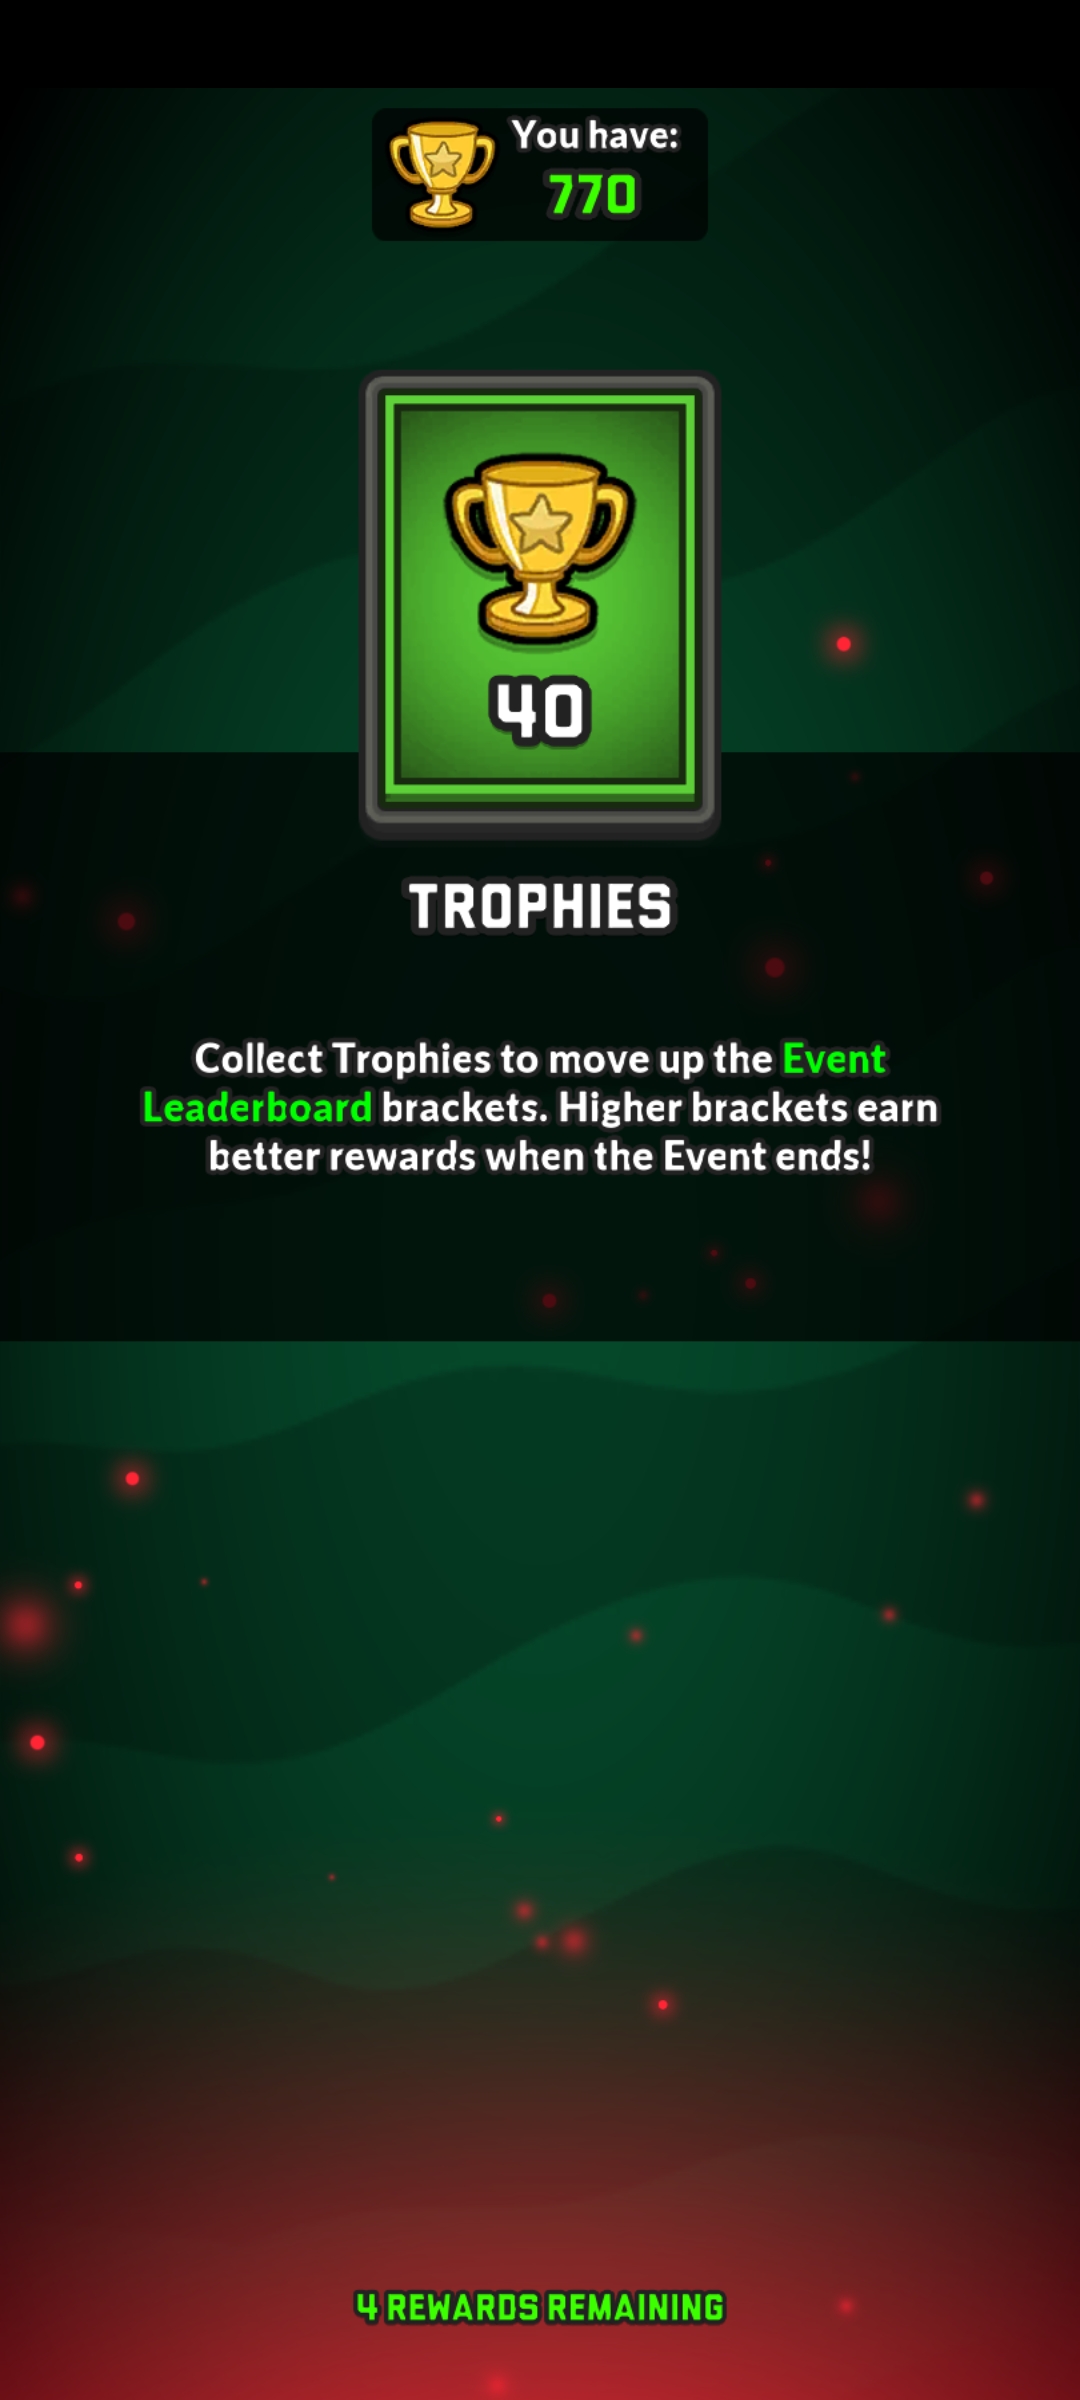 You have:
770
40
TROPHIES
Collect Trophies to move up the Event
Leaderboard brackets. Higher brackets earn
better rewards when the Event ends!
4 REWARDS REMAINING